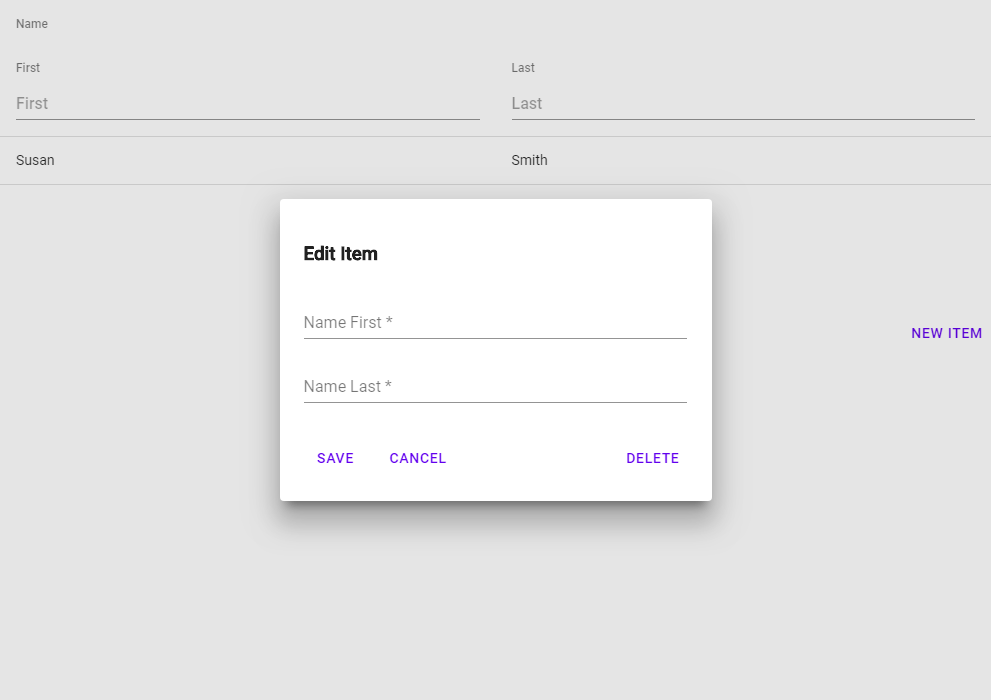 Name
First Last
First Last
Susan Smith
Edit Item
Name First *
NEW ITEM
Name Last *
SAVE CANCEL DELETE